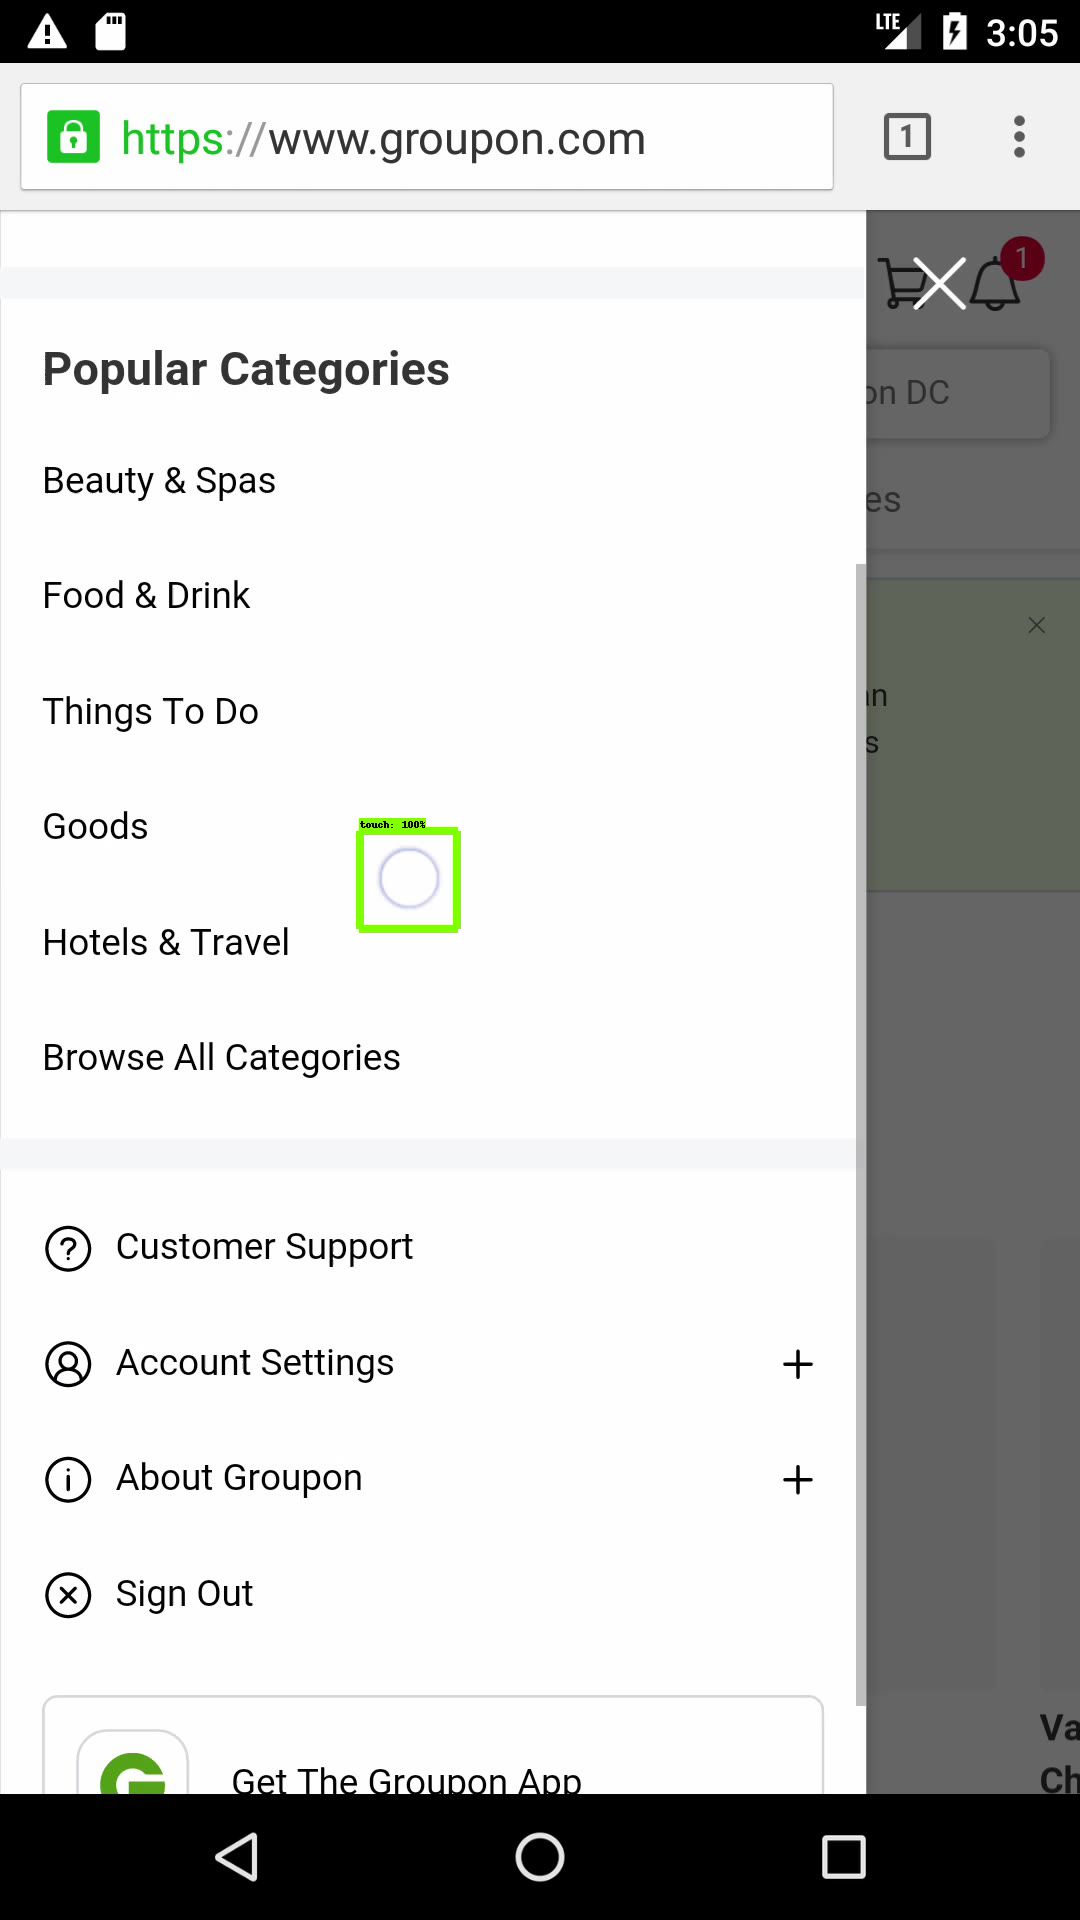 LTE 3:05
https://www.groupon.com 1
1
Popular Categories
on DC
Beauty & Spas
es
Food & Drink
an
Things To Do
s
Goods
touch: 100%
Hotels & Travel
Browse All Categories
Customer Support
Account Settings
About Groupon
Sign Out
Va
Get The Groupon App
Ch